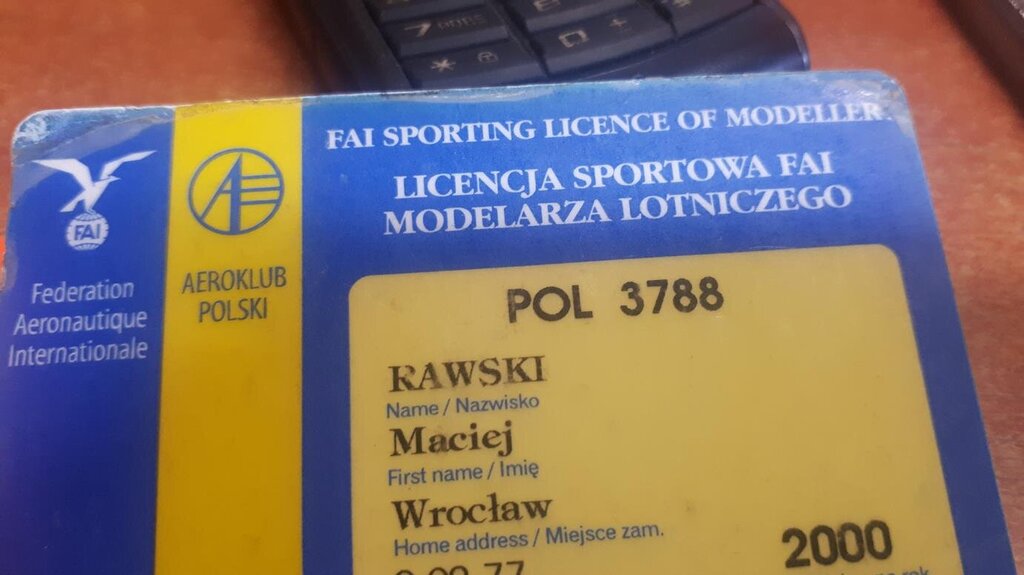 FAI SPORTING LICENCE OF MODELLER
LICENCJA SPORTOWA FAI
MODELARZA LOTNICZEGO
FAI
Federation
Aeronautique
Internationale
AEROKLUB
POLSKI
POL 3788
RAWSKI
Name / Nazwisko
Maciej
First name / Imię
Wrocław
Home address / Miejsce zam.
2000